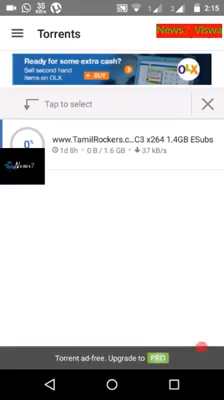 2:15
Torrents
News Viswa
Ready for some extra cash?
Sell second hand
items on OLX.
BUY
OLX
Tap to select
0%
www.TamilRockers.c...C3 x264 1.4GB ESubs
1d 8h • 0 B / 1.6 GB • 37 kB/s
Torrent ad-free. Upgrade to PRO